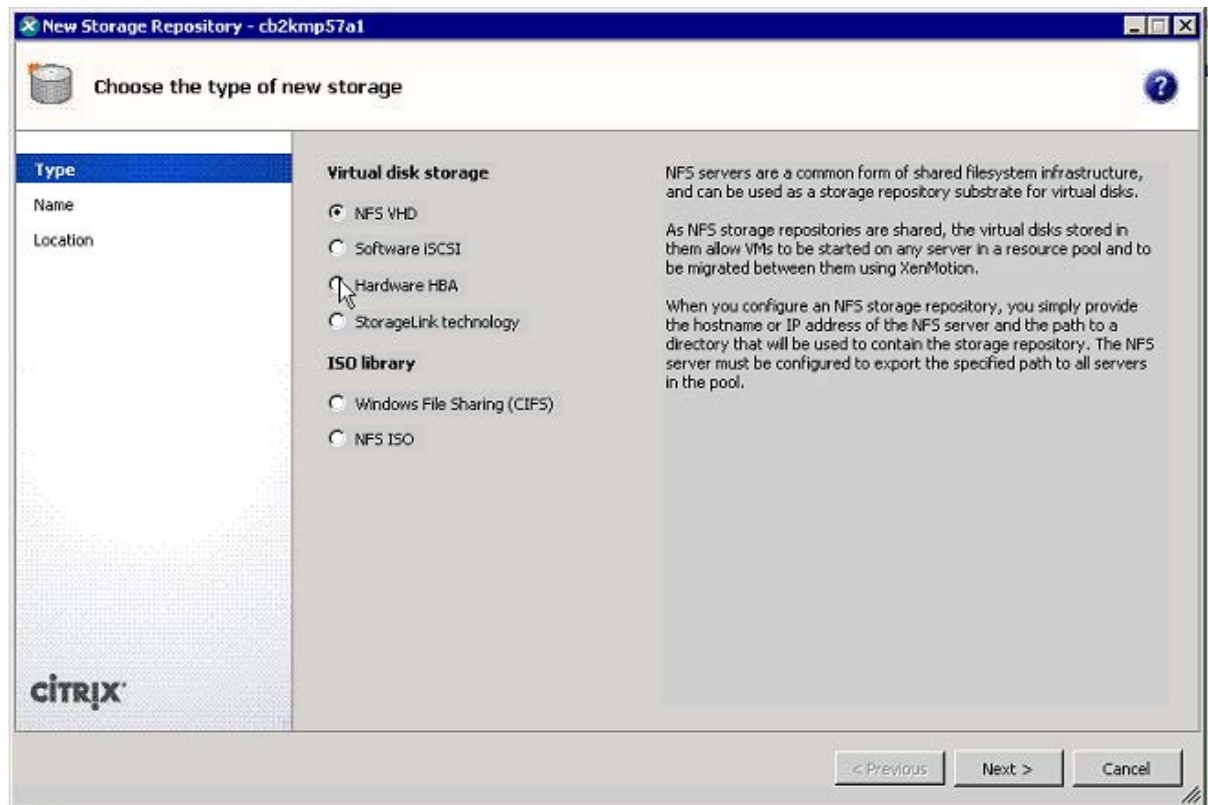 New Storage Repository - cb2kmp57a1
Choose the type of new storage
?
Type
Name
Location
Virtual disk storage
NFS VHD
Software iSCSI
Hardware HBA
StorageLink technology
ISO library
Windows File Sharing (CIFS)
NFS ISO
NFS servers are a common form of shared filesystem infrastructure,
and can be used as a storage repository substrate for virtual disks.
As NFS storage repositories are shared, the virtual disks stored in
them allow VMs to be started on any server in a resource pool and to
be migrated between them using XenMotion.
When you configure an NFS storage repository, you simply provide
the hostname or IP address of the NFS server and the path to a
directory that will be used to contain the storage repository. The NFS
server must be configured to export the specified path to all servers
in the pool.
CITRIX
< Previous
Next >
Cancel